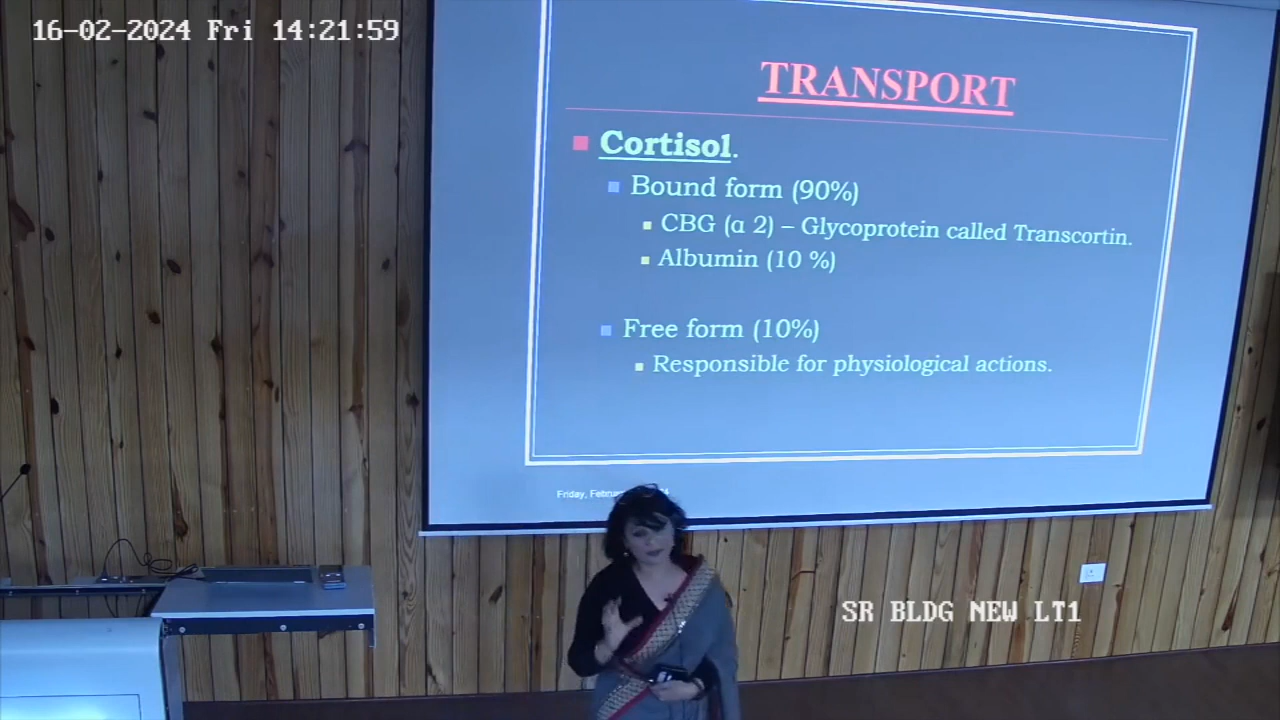 16-02-2024 Fri 14:21:59
TRANSPORT
Cortisol.
Bound form (90%)
CBG (α 2) – Glycoprotein called Transcortin.
Albumin (10 %)
Free form (10%)
Responsible for physiological actions.
Friday,
SR BLDG NEW LT1